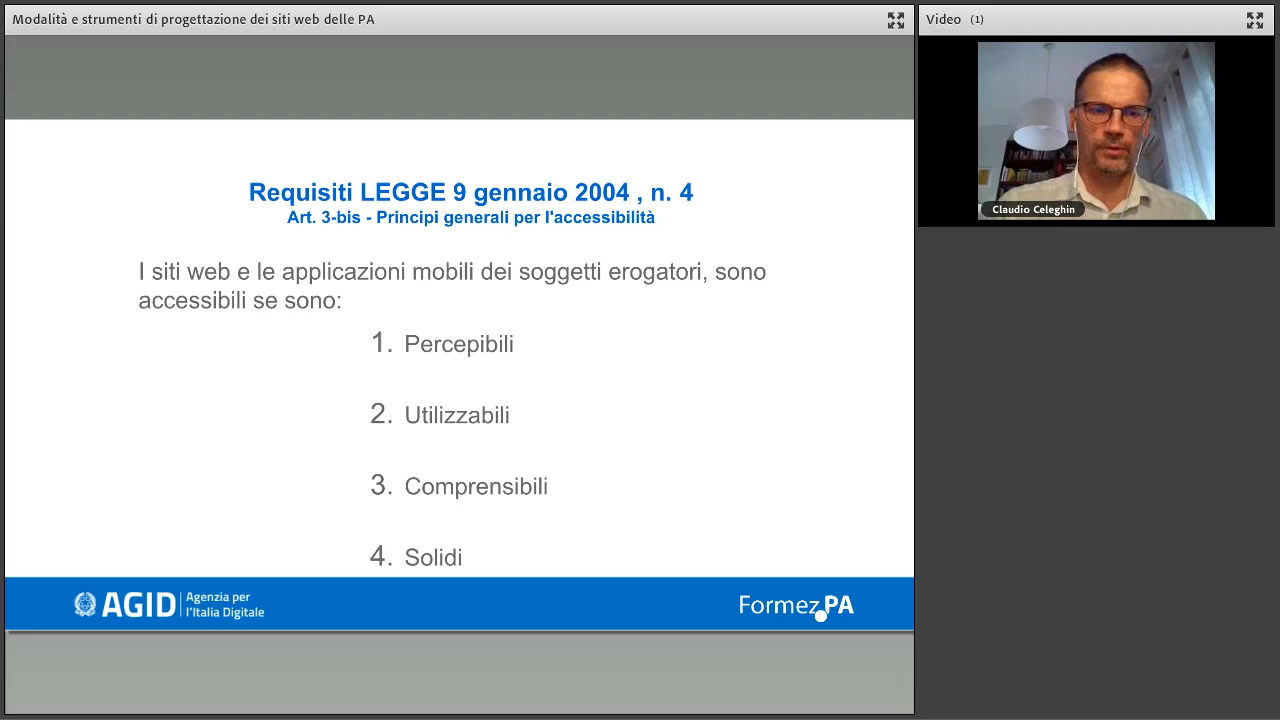 Modalità e strumenti di progettazione dei siti web delle PA
Video (1)
Claudio Celeghin
Requisiti LEGGE 9 gennaio 2004 , n. 4
Art. 3-bis - Principi generali per l'accessibilità
I siti web e le applicazioni mobili dei soggetti erogatori, sono
accessibili se sono:
1. Percepibili
2. Utilizzabili
3. Comprensibili
4. Solidi
AGID
Agenzia per
l'Italia Digitale
Formez PA